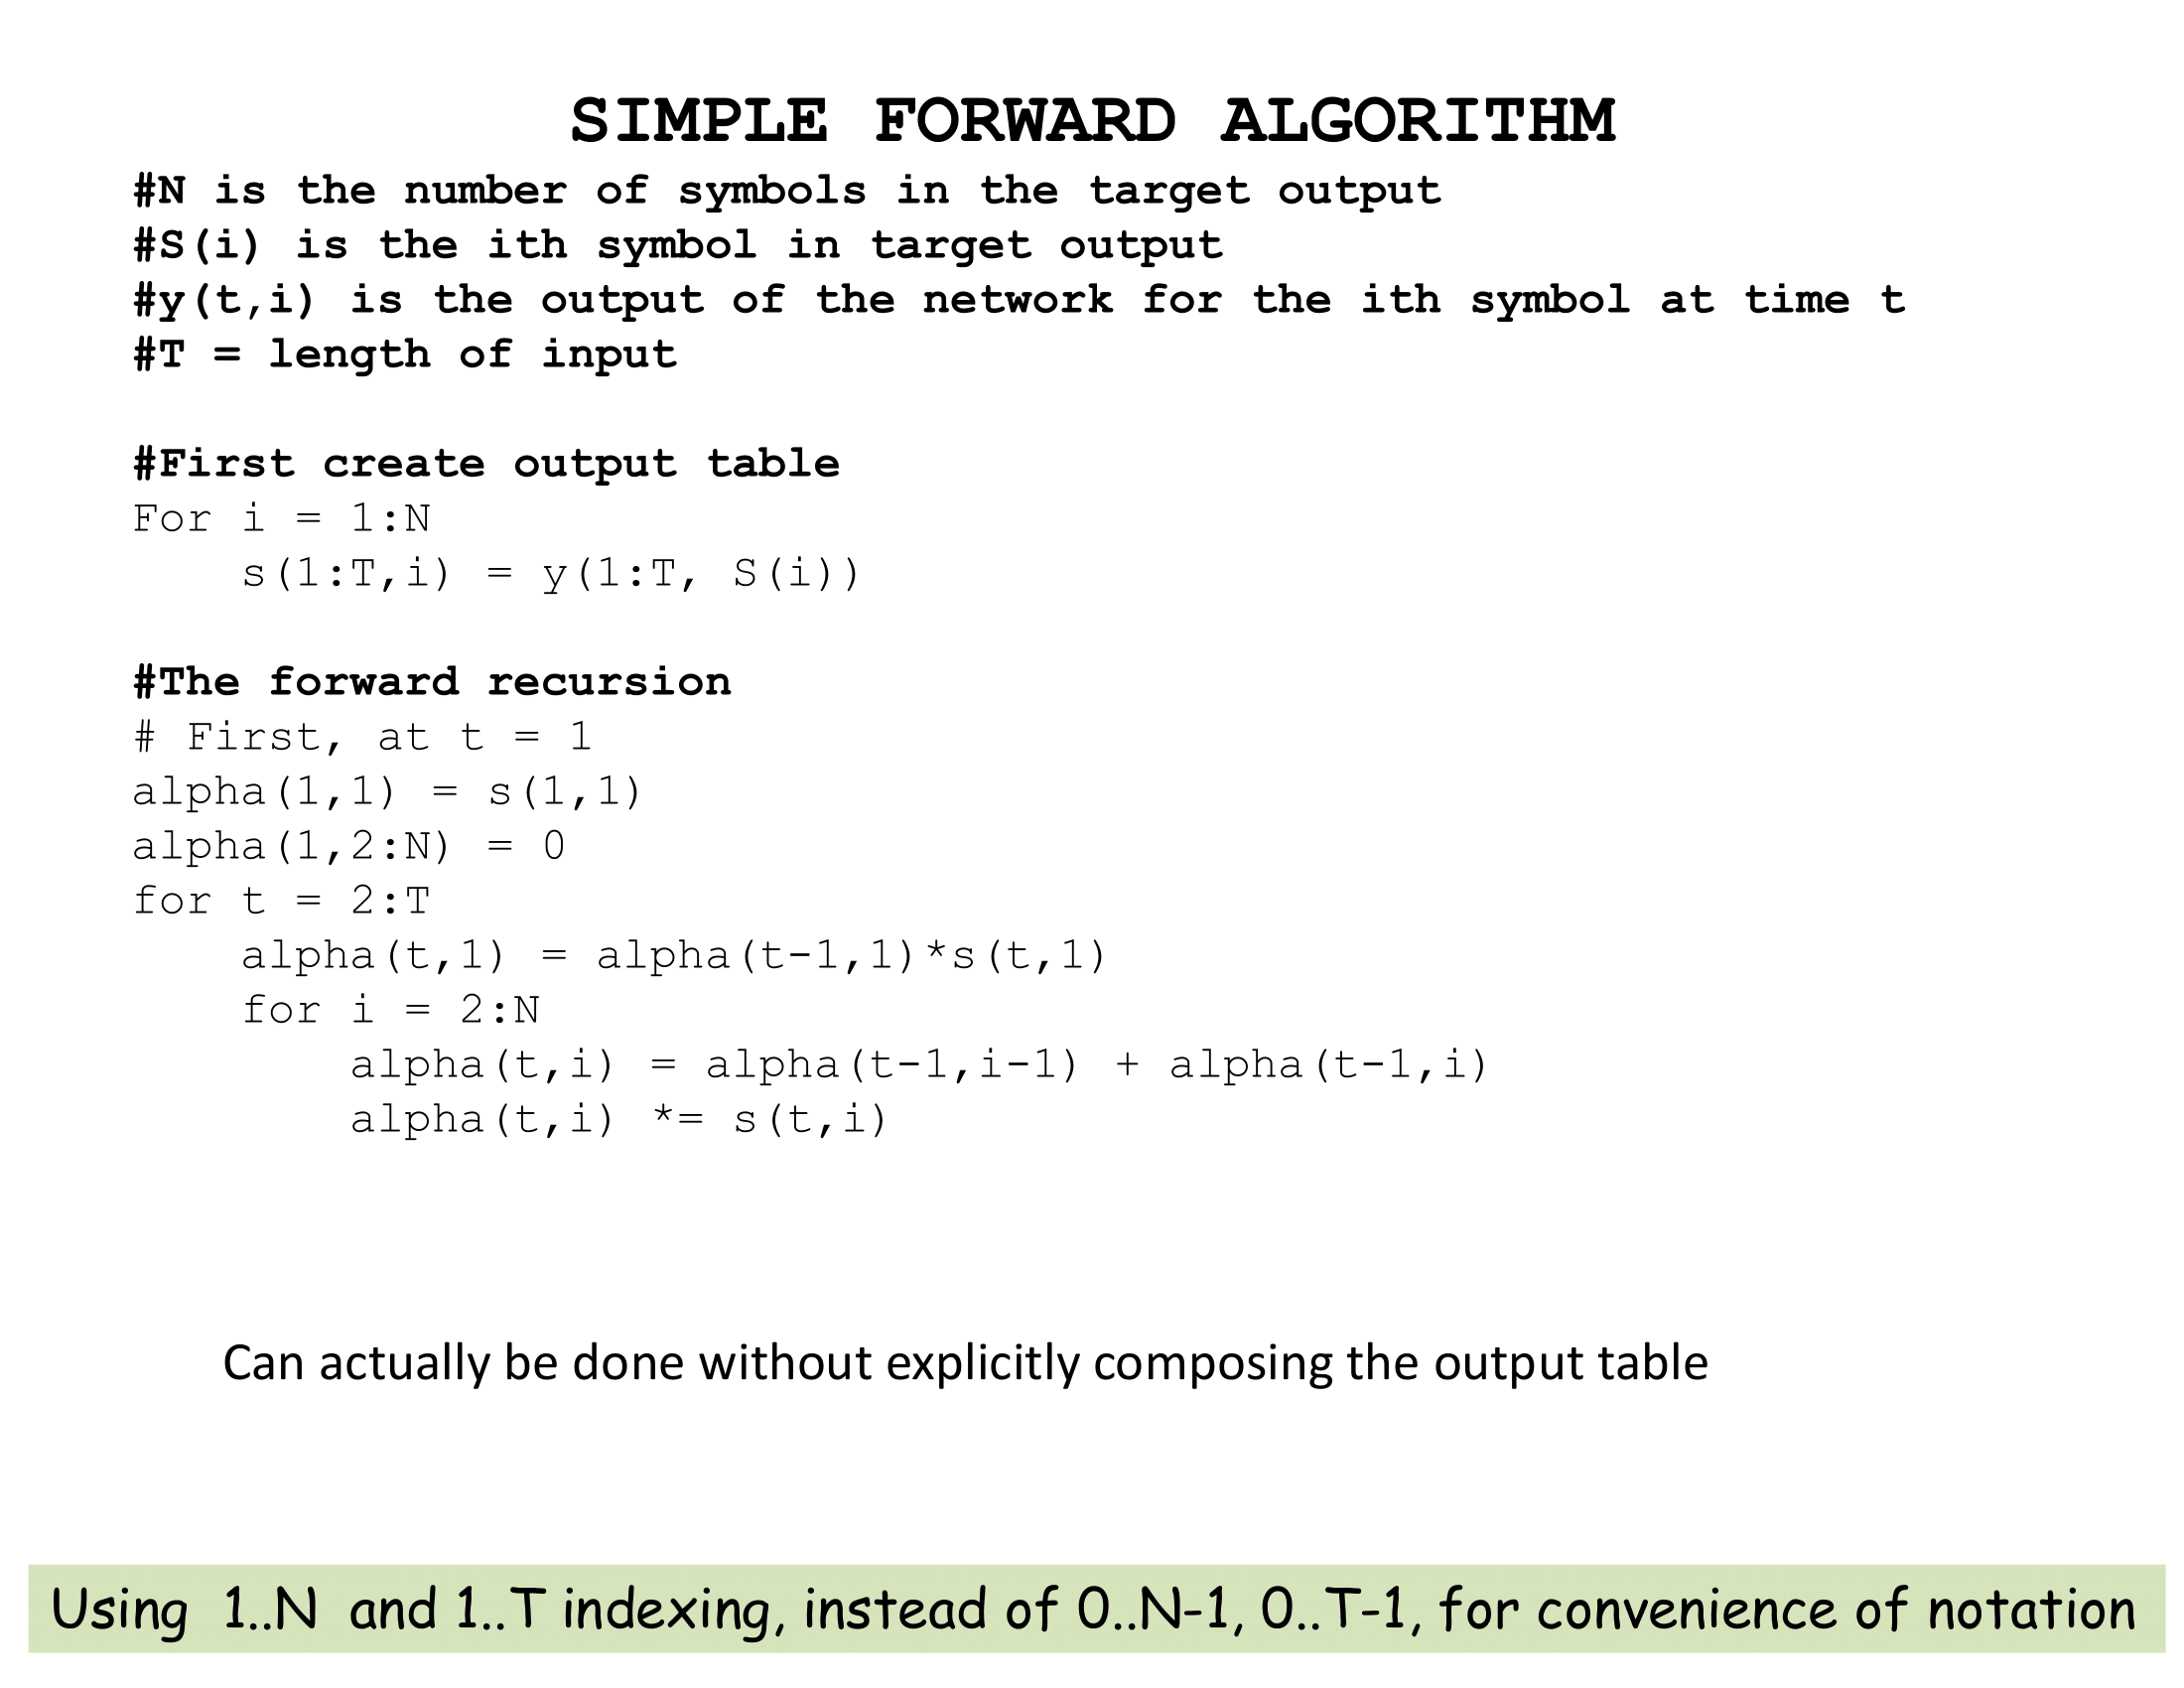 SIMPLE FORWARD ALGORITHM
#N is the number of symbols in the target output
#S(i) is the ith symbol in target output
#y(t,i) is the output of the network for the ith symbol at time t
#T = length of input
#First create output table
For i = 1:N
s(1:T,i) = y(1:T, S(i))
#The forward recursion
# First, at t = 1
alpha(1,1) = s(1,1)
alpha(1,2:N) = 0
for t = 2:T
alpha(t,1) = alpha(t-1,1)*s(t,1)
for i = 2:N
alpha(t,i) = alpha(t-1,i-1) + alpha(t-1,i)
alpha(t,i) *= s(t,i)
Can actually be done without explicitly composing the output table
Using 1..N and 1..T indexing, instead of 0..N-1, 0..T-1, for convenience of notation